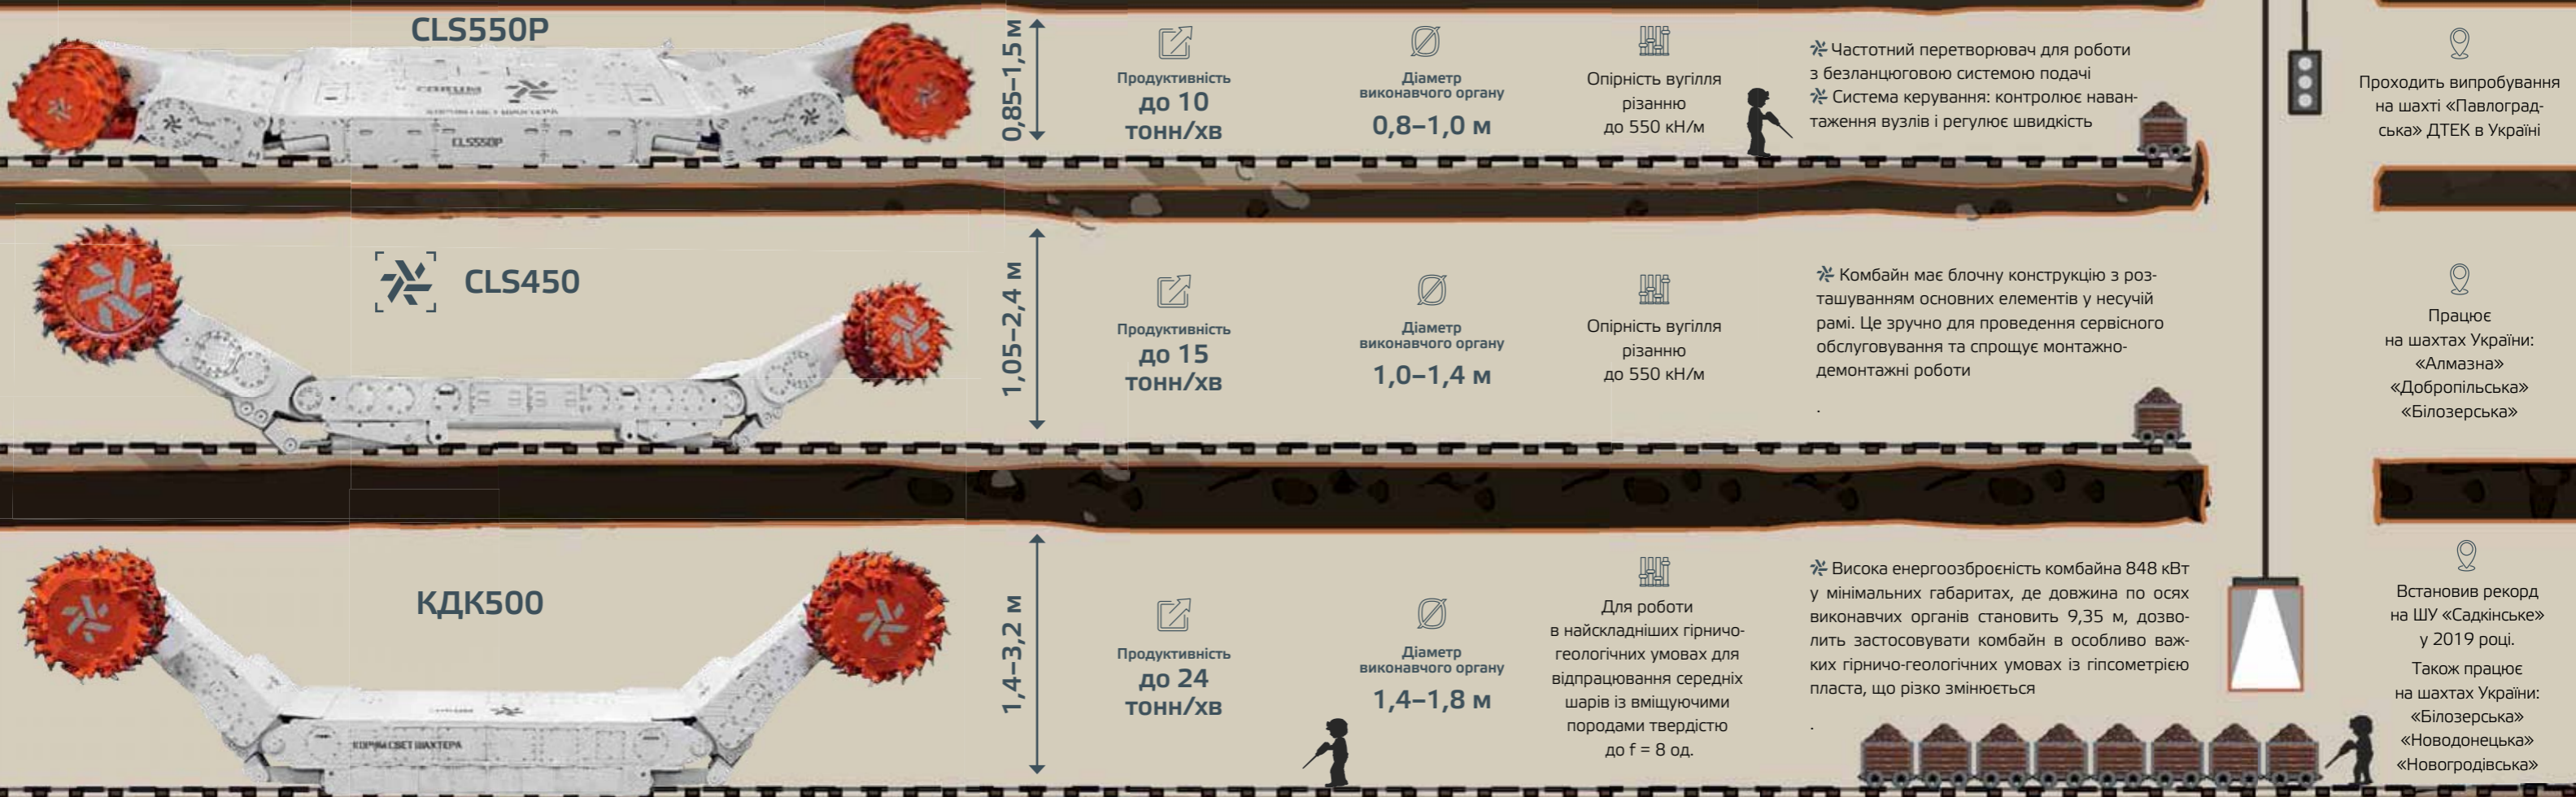 CLS550P
CORUM
КОРУМ СВЕТ ШАХТЕРА
CLS550P
0,85–1,5 м
Продуктивність
до 10
тонн/хв
Діаметр
виконавчого органу
0,8–1,0 м
Опірність вугілля
різанню
до 550 кН/м
Частотний перетворювач для роботи
з безланцюговою системою подачі
Система керування: контролює наван-
таження вузлів і регулює швидкість
Проходить випробування
на шахті «Павлоград-
ська» ДТЕК в Україні
CLS450
1,05–2,4 м
Продуктивність
до 15
тонн/хв
Діаметр
виконавчого органу
1,0–1,4 м
Опірність вугілля
різанню
до 550 кН/м
Комбайн має блочну конструкцію з роз-
ташуванням основних елементів у несучій
рамі. Це зручно для проведення сервісного
обслуговування та спрощує монтажно-
демонтажні роботи
.
Працює
на шахтах України:
«Алмазна»
«Добропільська»
«Білозерська»
КДК500
КОРУМ СВЕТ ШАХТЕРА
1,4–3,2 м
Продуктивність
до 24
тонн/хв
Діаметр
виконавчого органу
1,4–1,8 м
Для роботи
в найскладніших гірничо-
геологічних умовах для
відпрацювання середніх
шарів із вміщуючими
породами твердістю
до f = 8 од.
Висока енергоозброєність комбайна 848 кВт
у мінімальних габаритах, де довжина по осях
виконавчих органів становить 9,35 м, дозво-
лить застосовувати комбайн в особливо важ-
ких гірничо-геологічних умовах із гіпсометрією
пласта, що різко змінюється
.
Встановив рекорд
на ШУ «Садкінське»
у 2019 році.
Також працює
на шахтах України:
«Білозерська»
«Новодонецька»
«Новогродівська»